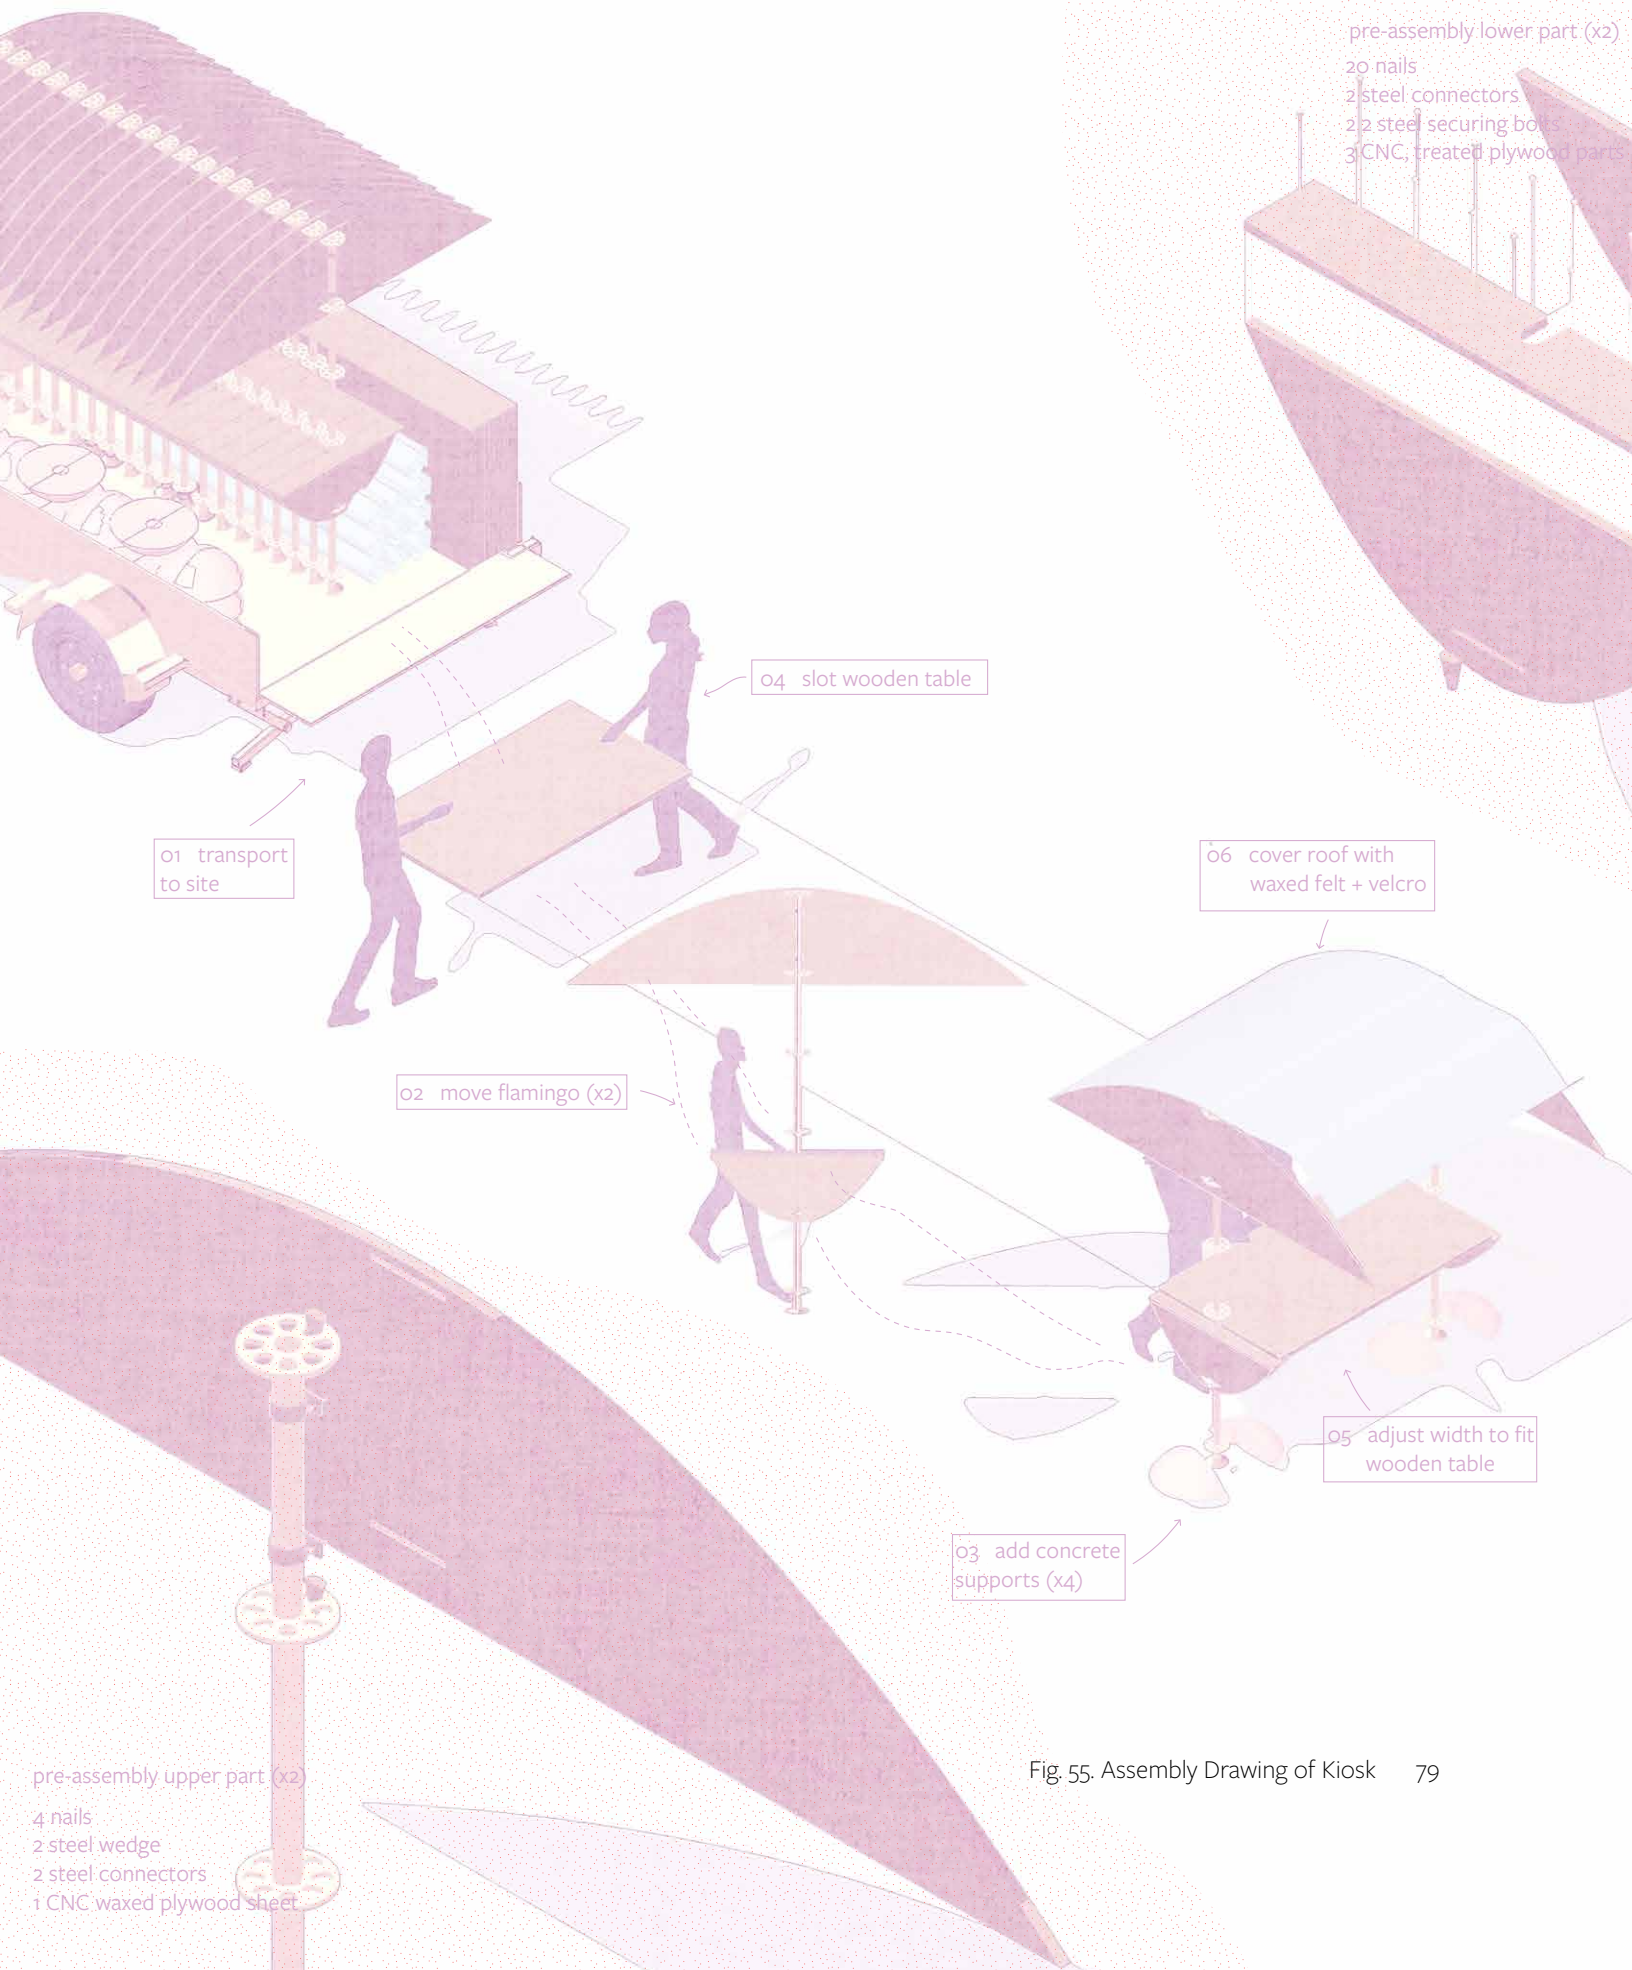 pre-assembly lower part (x2)
20 nails
2 steel connectors
2 2 steel securing bolts
3 CNC, treated plywood parts
04 slot wooden table
01 transport
to site
06 cover roof with
waxed felt + velcro
02 move flamingo (x2)
05 adjust width to fit
wooden table
03 add concrete
supports (x4)
Fig. 55. Assembly Drawing of Kiosk 79
pre-assembly upper part (x2)
4 nails
2 steel wedge
2 steel connectors
1 CNC waxed plywood sheet